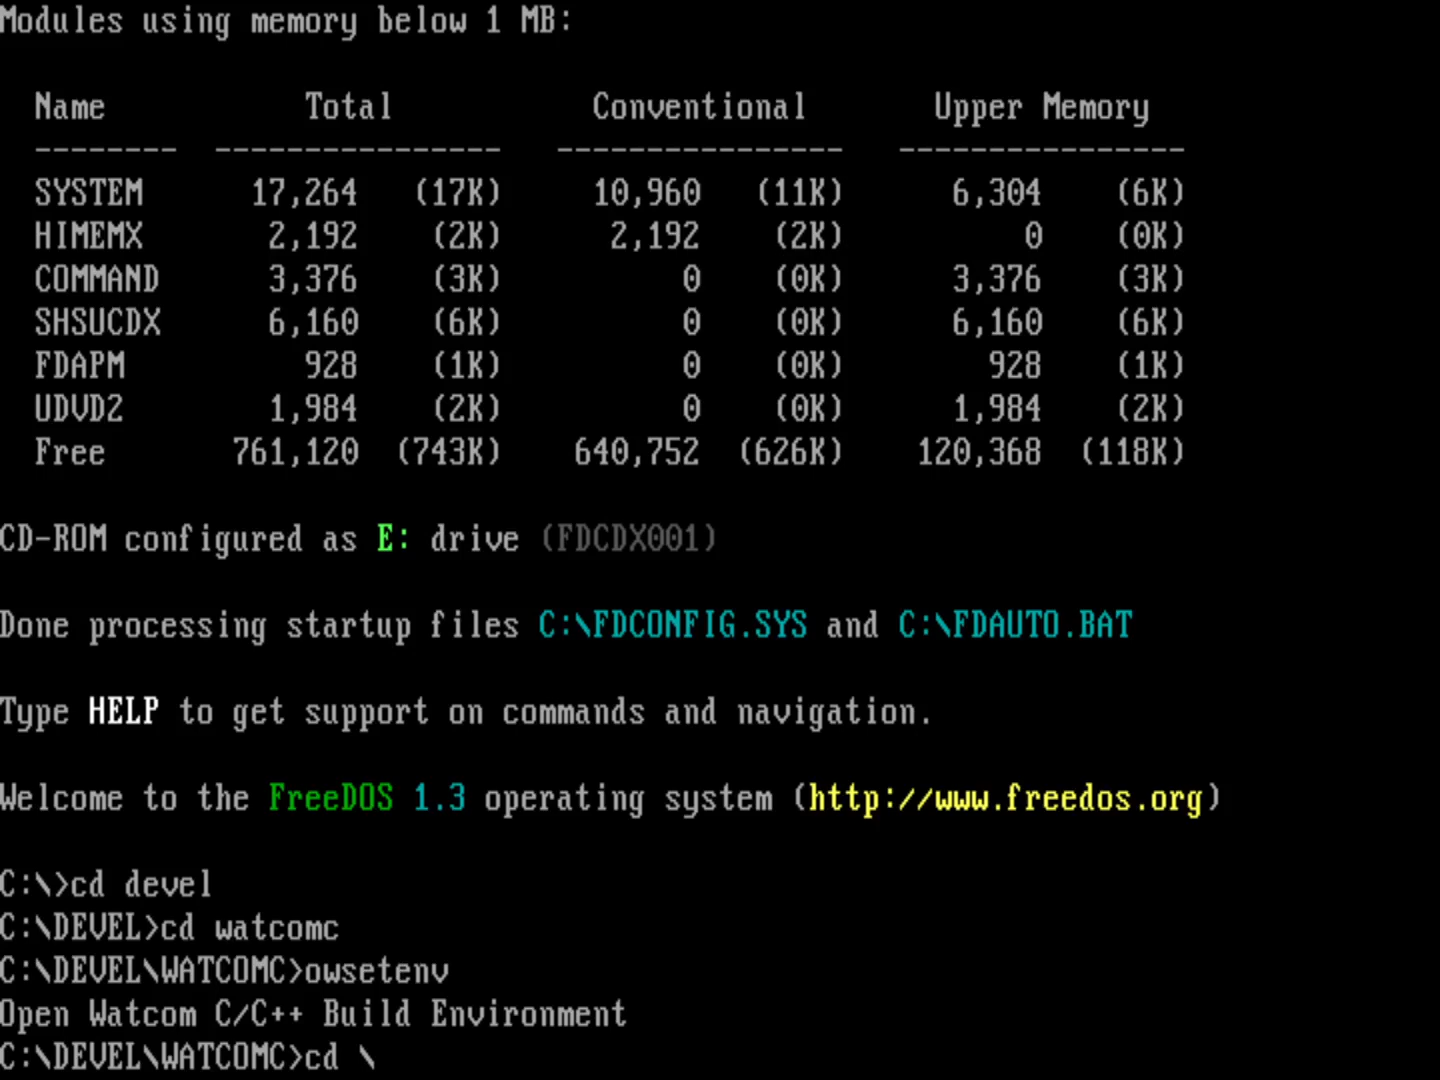 Modules using memory below 1 MB:
Name Total Conventional Upper Memory
-------- ---------------- ---------------- ----------------
SYSTEM 17,264 (17K) 10,960 (11K) 6,304 (6K)
HIMEMX 2,192 (2K) 2,192 (2K) 0 (0K)
COMMAND 3,376 (3K) 0 (0K) 3,376 (3K)
SHSUCDX 6,160 (6K) 0 (0K) 6,160 (6K)
FDAPM 928 (1K) 0 (0K) 928 (1K)
UDVD2 1,984 (2K) 0 (0K) 1,984 (2K)
Free 761,120 (743K) 640,752 (626K) 120,368 (118K)
CD-ROM configured as E: drive (FDCDX001)
Done processing startup files C:\FDCONFIG.SYS and C:\FDAUTO.BAT
Type HELP to get support on commands and navigation.
Welcome to the FreeDOS 1.3 operating system (http://www.freedos.org)
C:\>cd devel
C:\DEVEL>cd watcomc
C:\DEVEL\WATCOMC>owsetenv
Open Watcom C/C++ Build Environment
C:\DEVEL\WATCOMC>cd \